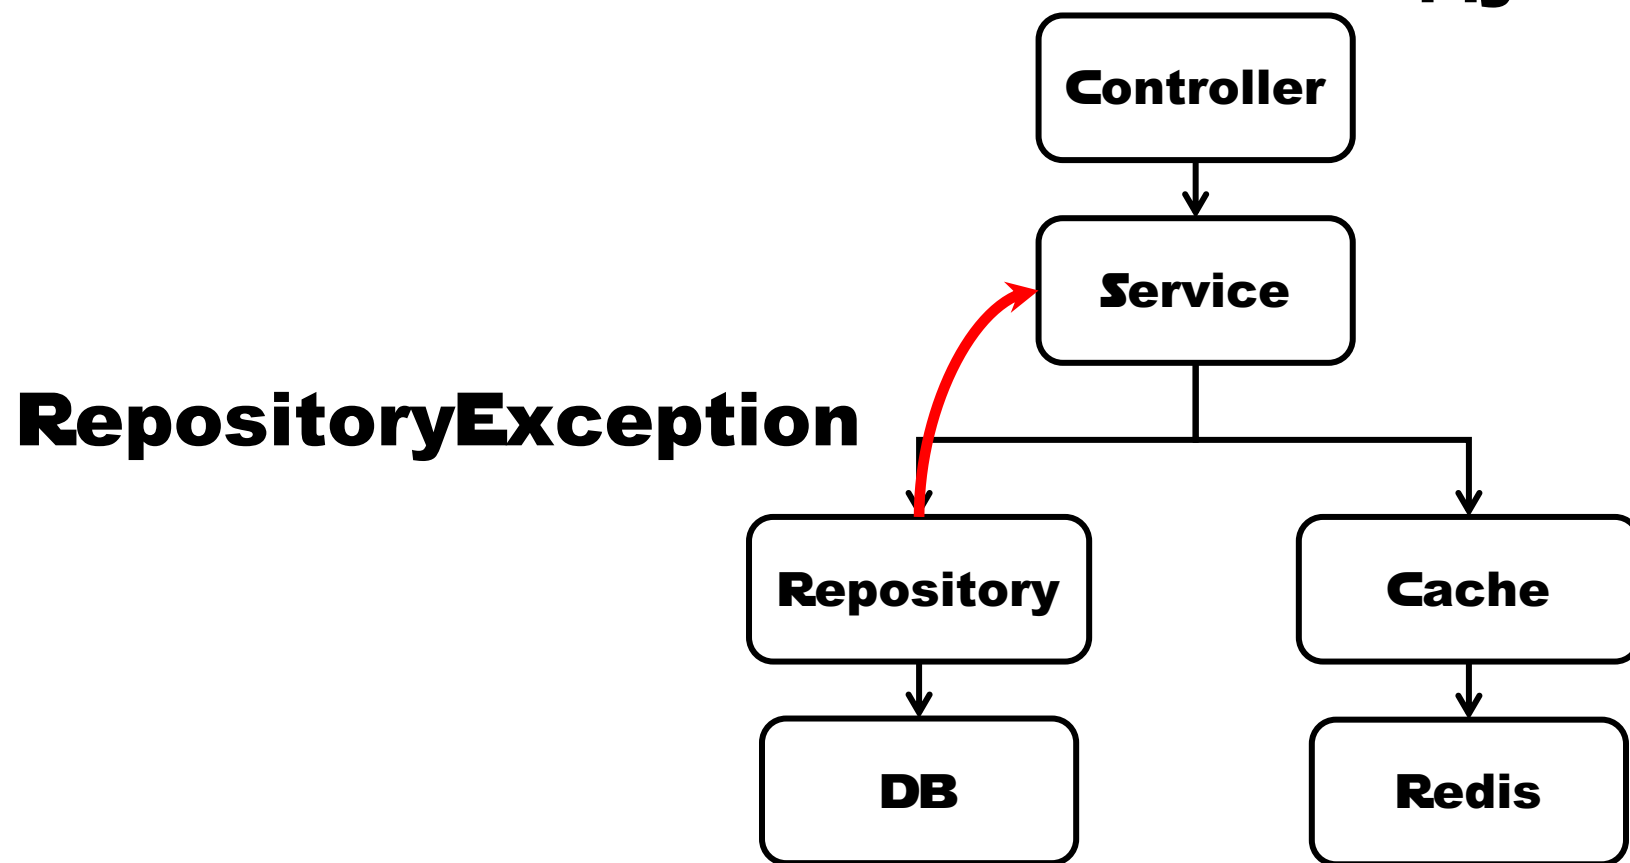 Controller
Service
RepositoryException
Repository
Cache
DB
Redis